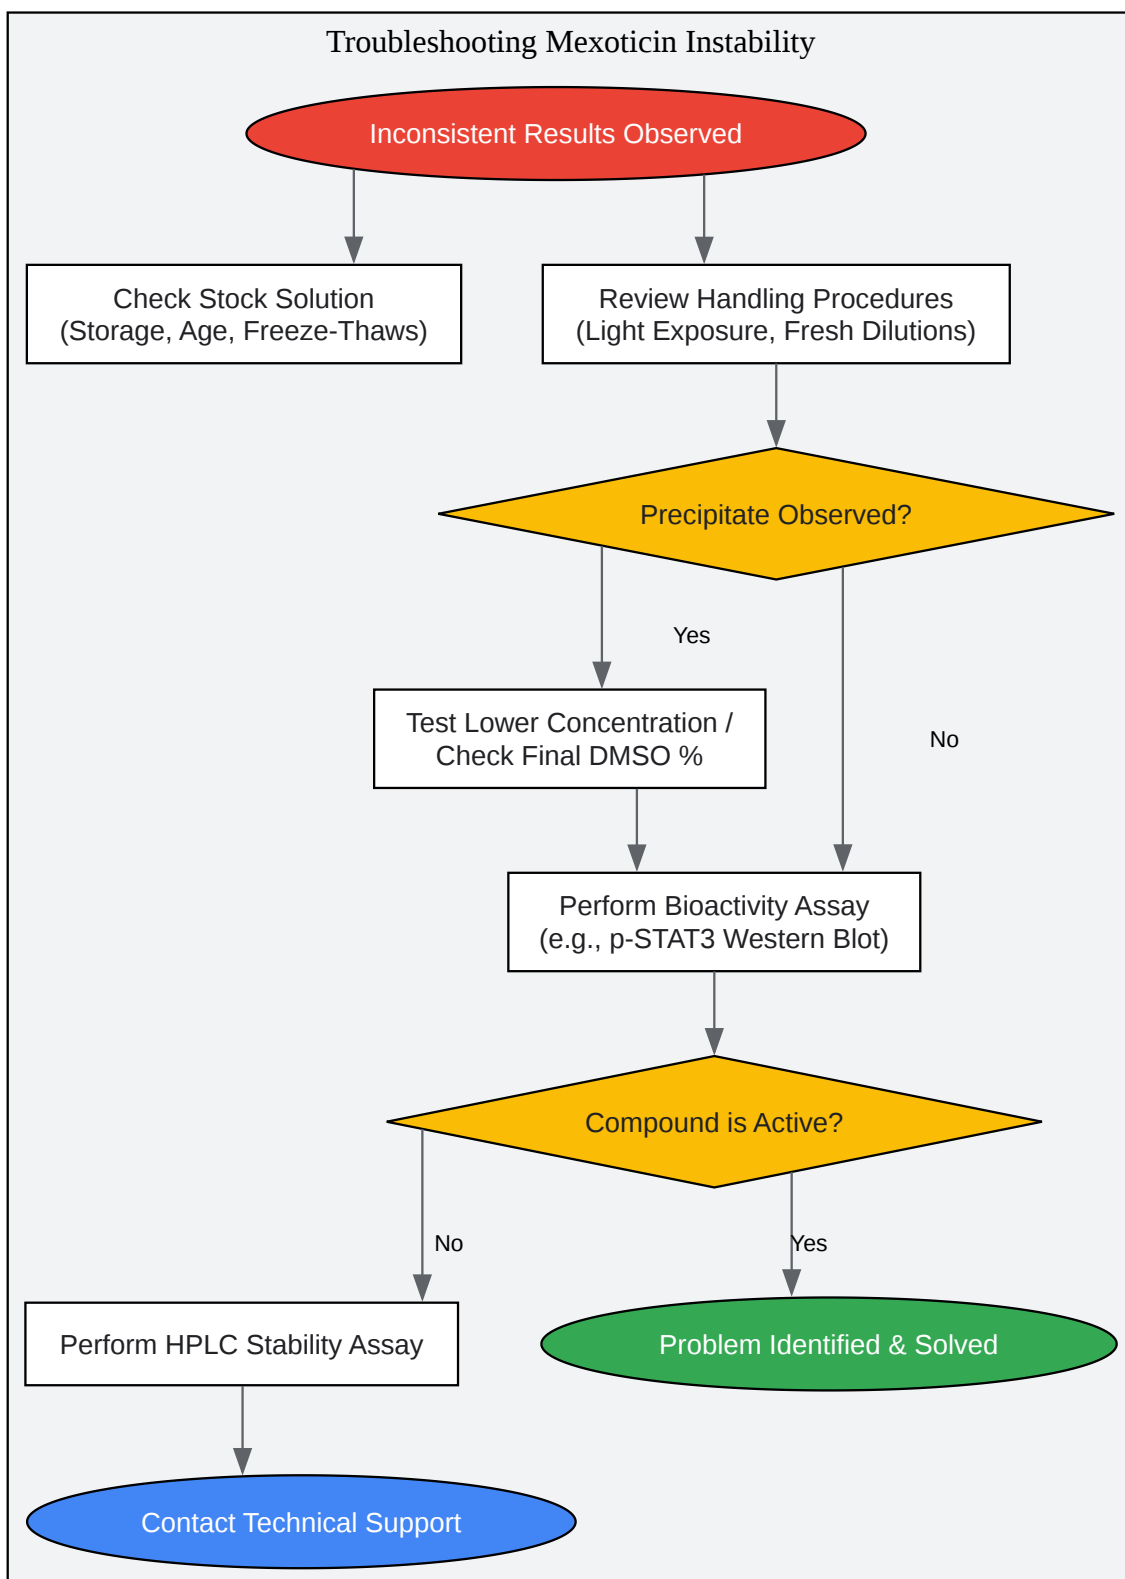 Troubleshooting Mexoticin Instability
Inconsistent Results Observed
Check Stock Solution
(Storage, Age, Freeze-Thaws)
Review Handling Procedures
(Light Exposure, Fresh Dilutions)
Precipitate Observed?
Yes
Test Lower Concentration /
Check Final DMSO %
No
Perform Bioactivity Assay
(e.g., p-STAT3 Western Blot)
Compound is Active?
No
Yes
Perform HPLC Stability Assay
Problem Identified & Solved
Contact Technical Support